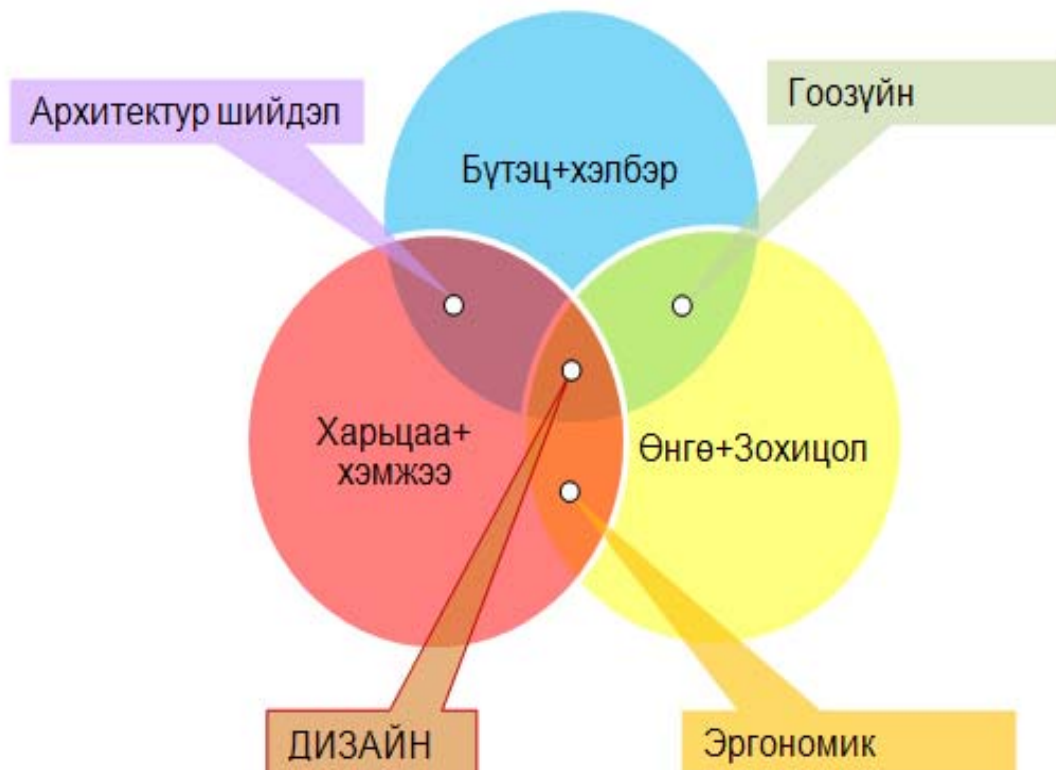 Архитектур шийдэл
Гоозүйн
Бүтэц+хэлбэр
Харьцаа+
хэмжээ
Өнгө+Зохицол
ДИЗАЙН
Эргономик